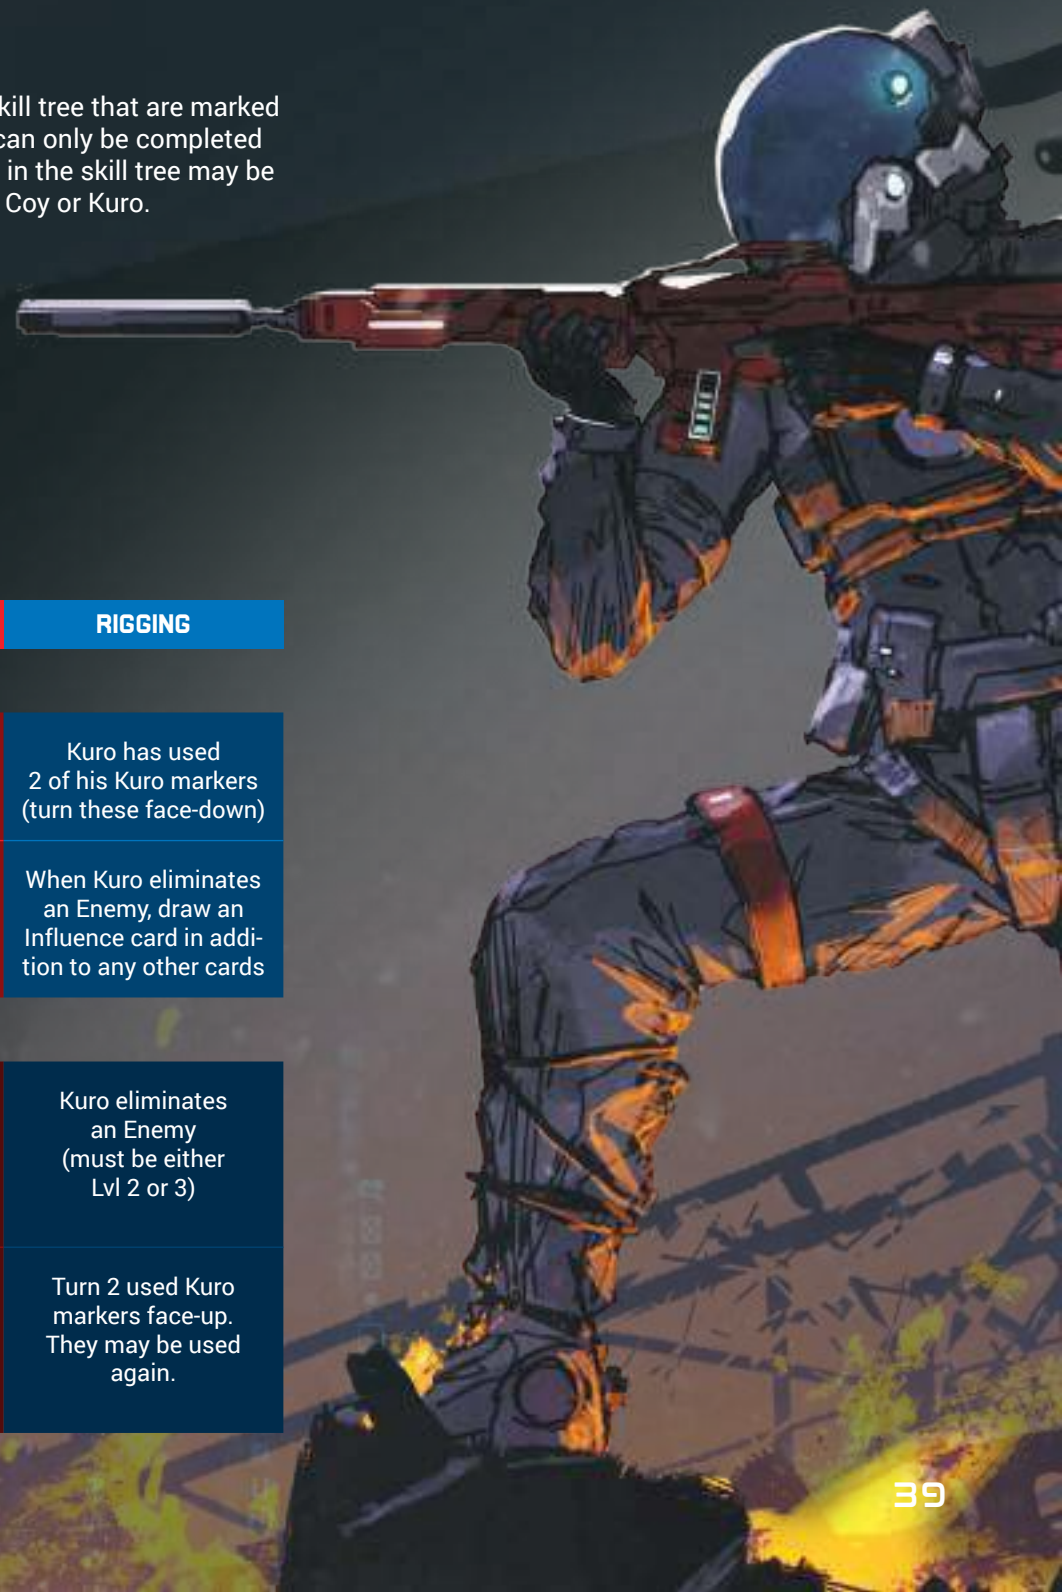 kill tree that are marked
can only be completed
in the skill tree may be
Coy or Kuro.
RIGGING
Kuro has used
2 of his Kuro markers
(turn these face-down)
When Kuro eliminates
an Enemy, draw an
Influence card in addi-
tion to any other cards
Kuro eliminates
an Enemy
(must be either
Lvl 2 or 3)
Turn 2 used Kuro
markers face-up.
They may be used
again.
39